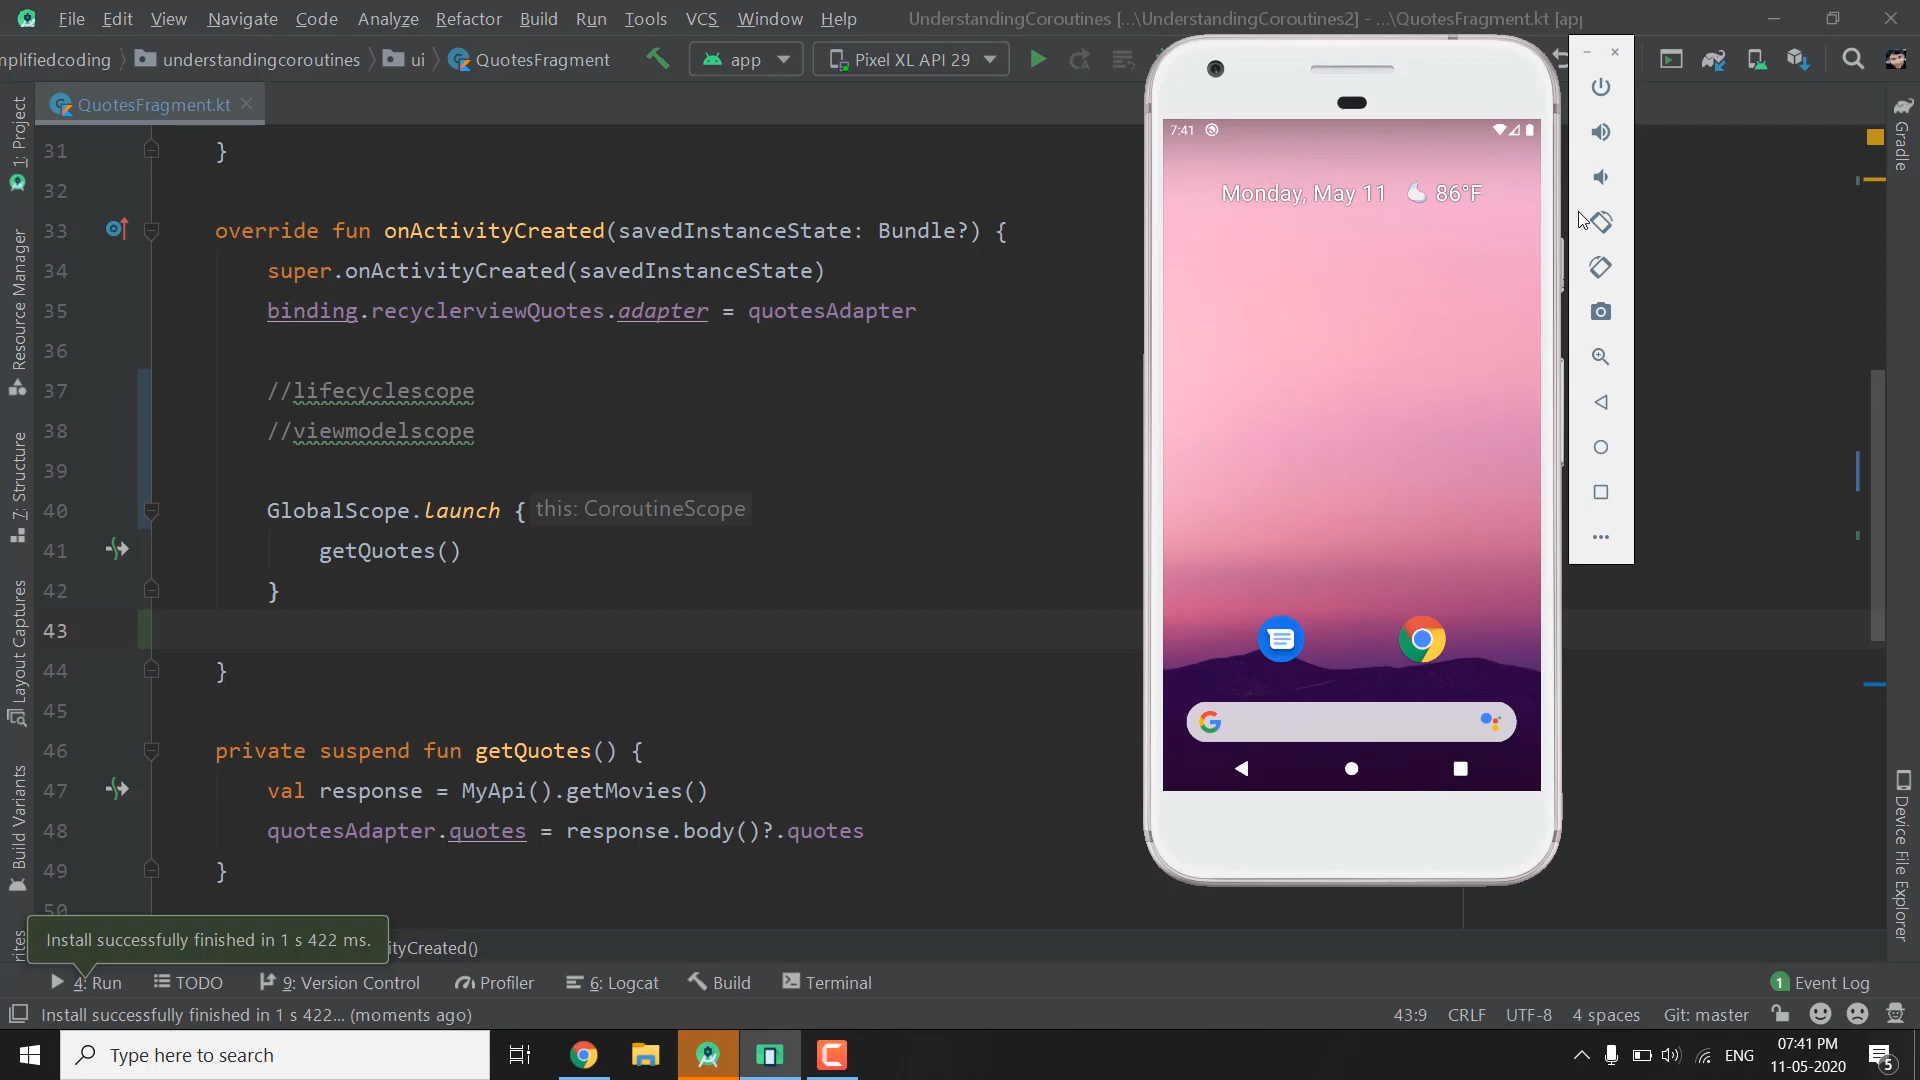 File Edit View Navigate Code Analyze Refactor Build Run Tools VCS Window Help UnderstandingCoroutines [...\UnderstandingCoroutines2] - ...\QuotesFragment.kt [app
mplifiedcoding understandingcoroutines ui QuotesFragment app Pixel XL API 29
QuotesFragment.kt
1: Project
Resource Manager
Z: Structure
Layout Captures
Build Variants
rites
Gradle
Device File Explorer
31 }
32
33 override fun onActivityCreated(savedInstanceState: Bundle?) {
34 super.onActivityCreated(savedInstanceState)
35 binding.recyclerviewQuotes.adapter = quotesAdapter
36
37 //lifecyclescope
38 //viewmodelscope
39
40 GlobalScope.launch { this: CoroutineScope
41 getQuotes()
42 }
43
44 }
45
46 private suspend fun getQuotes() {
47 val response = MyApi().getMovies()
48 quotesAdapter.quotes = response.body()?.quotes
49 }
50
7:41
Monday, May 11 86°F
Install successfully finished in 1 s 422 ms.
ityCreated()
4: Run TODO 9: Version Control Profiler 6: Logcat Build Terminal 1 Event Log
Install successfully finished in 1 s 422... (moments ago) 43:9 CRLF UTF-8 4 spaces Git: master
Type here to search ENG 07:41 PM
11-05-2020 5